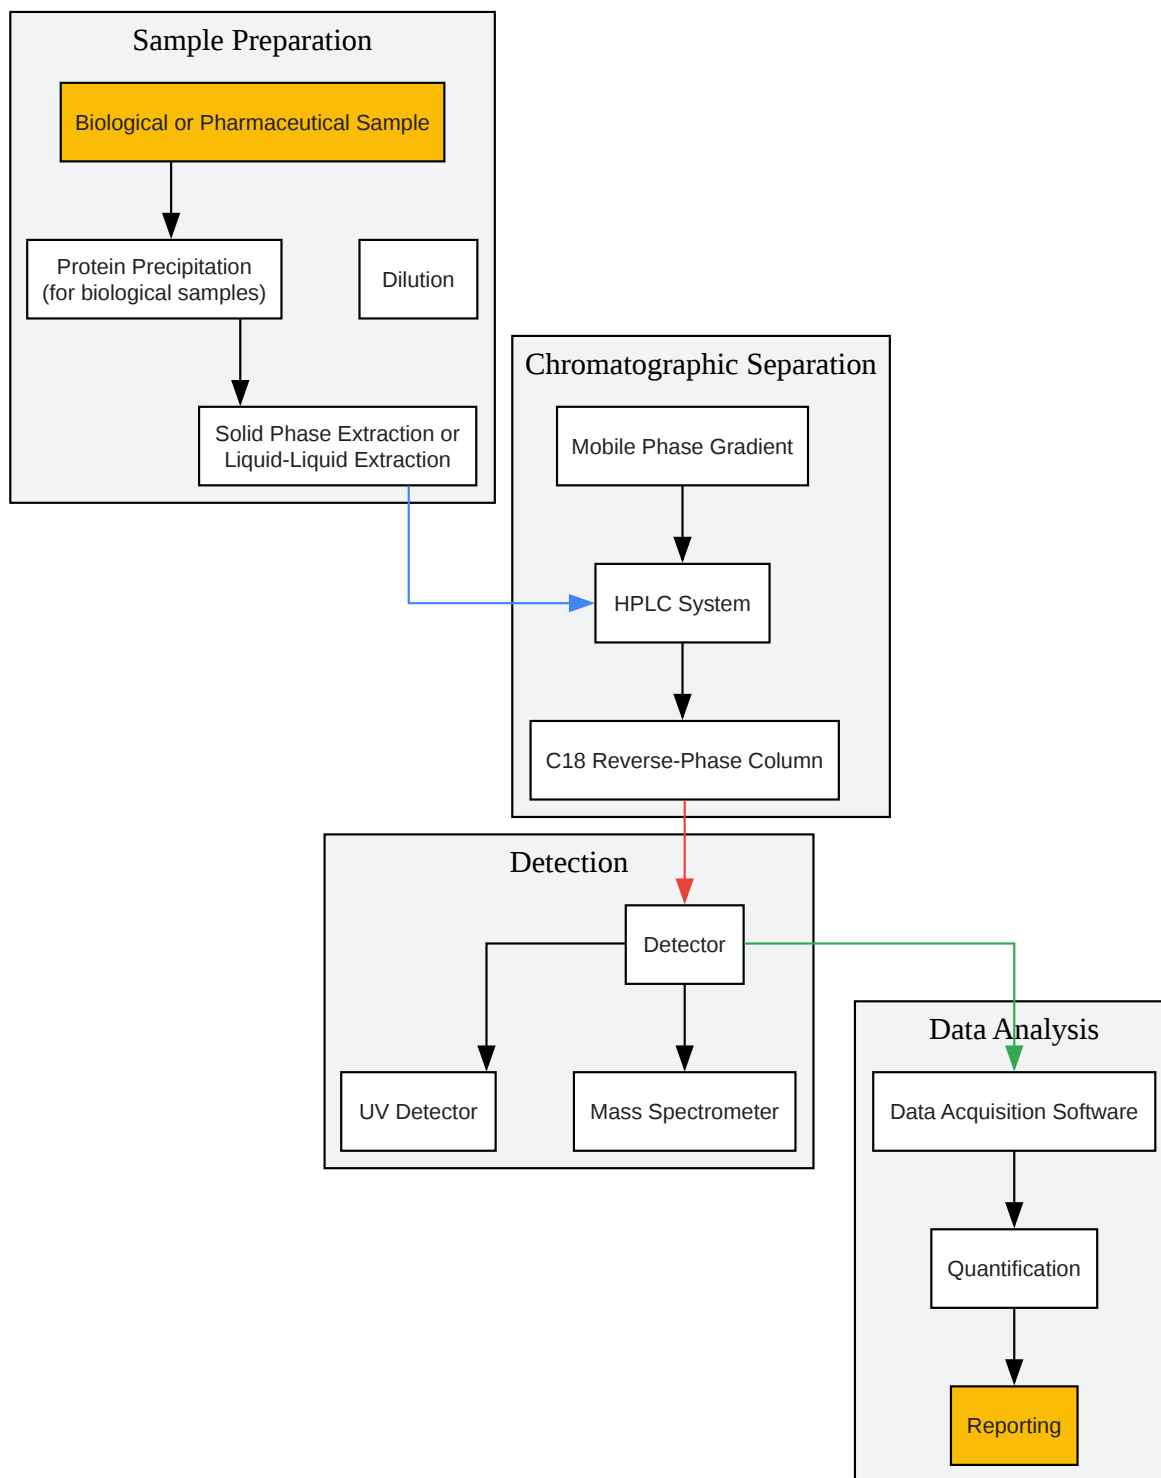 Sample Preparation
Biological or Pharmaceutical Sample
Protein Precipitation
(for biological samples)
Dilution
Solid Phase Extraction or
Liquid-Liquid Extraction
Chromatographic Separation
Mobile Phase Gradient
HPLC System
C18 Reverse-Phase Column
Detection
Detector
UV Detector
Mass Spectrometer
Data Analysis
Data Acquisition Software
Quantification
Reporting